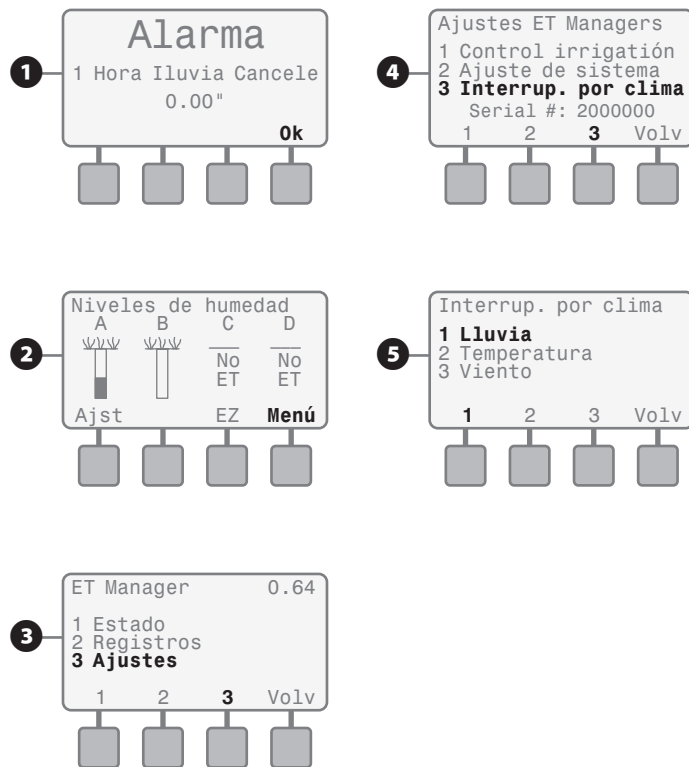 1
Alarma
1 Hora Iluvia Cancele
0.00"
Ok
2
Niveles de humedad
A B C D
No No
ET ET
Ajst EZ Menú
3
ET Manager 0.64
1 Estado
2 Registros
3 Ajustes
1 2 3 Volv
4
Ajustes ET Managers
1 Control irrigatión
2 Ajuste de sistema
3 Interrup. por clima
Serial #: 2000000
1 2 3 Volv
5
Interrup. por clima
1 Lluvia
2 Temperatura
3 Viento
1 2 3 Volv